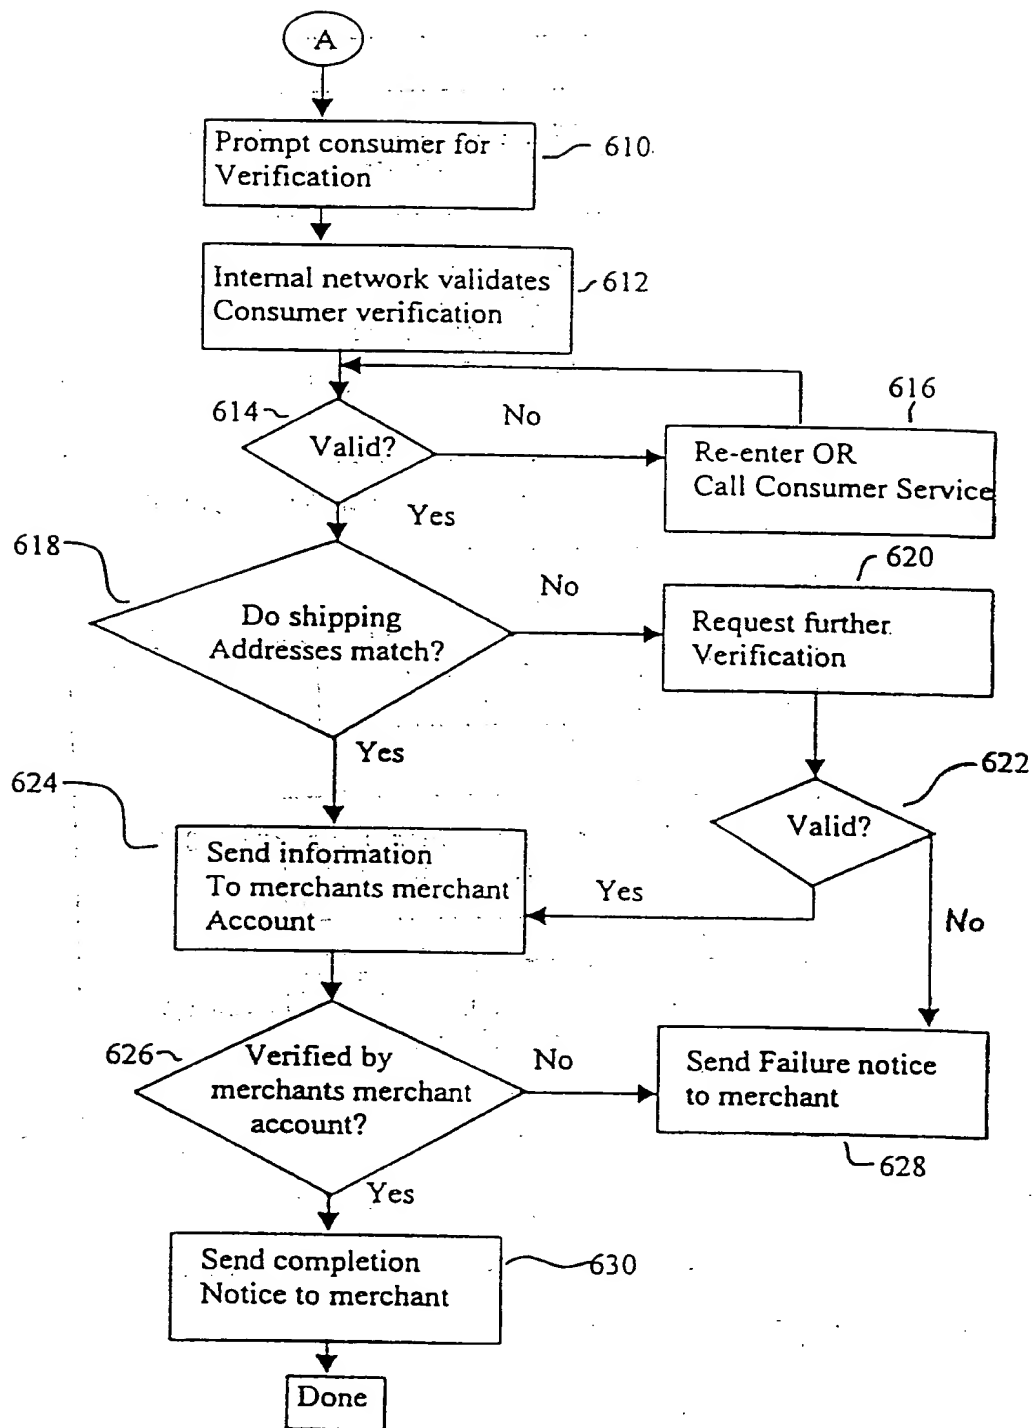 A
Prompt consumer for
Verification
610
Internal network validates
Consumer verification
612
614
Valid?
No
616
Re-enter OR
Call Consumer Service
Yes
618
Do shipping
Addresses match?
No
620
Request further
Verification
Yes
622
Valid?
624
Send information
To merchants merchant
Account
Yes
No
626
Verified by
merchants merchant
account?
No
Send Failure notice
to merchant
628
Yes
Send completion
Notice to merchant
630
Done